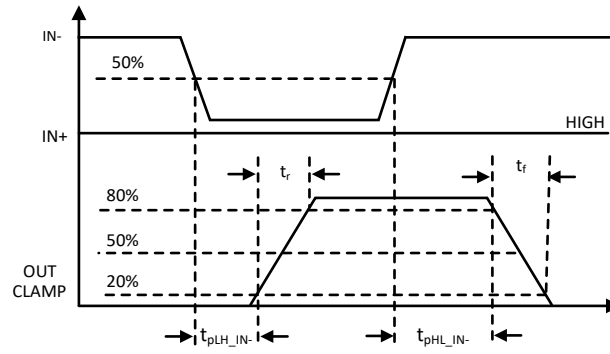 IN-
50%
IN+
HIGH
tr
tf
80%
50%
20%
OUT
CLAMP
tpLH_IN-
tpHL_IN-